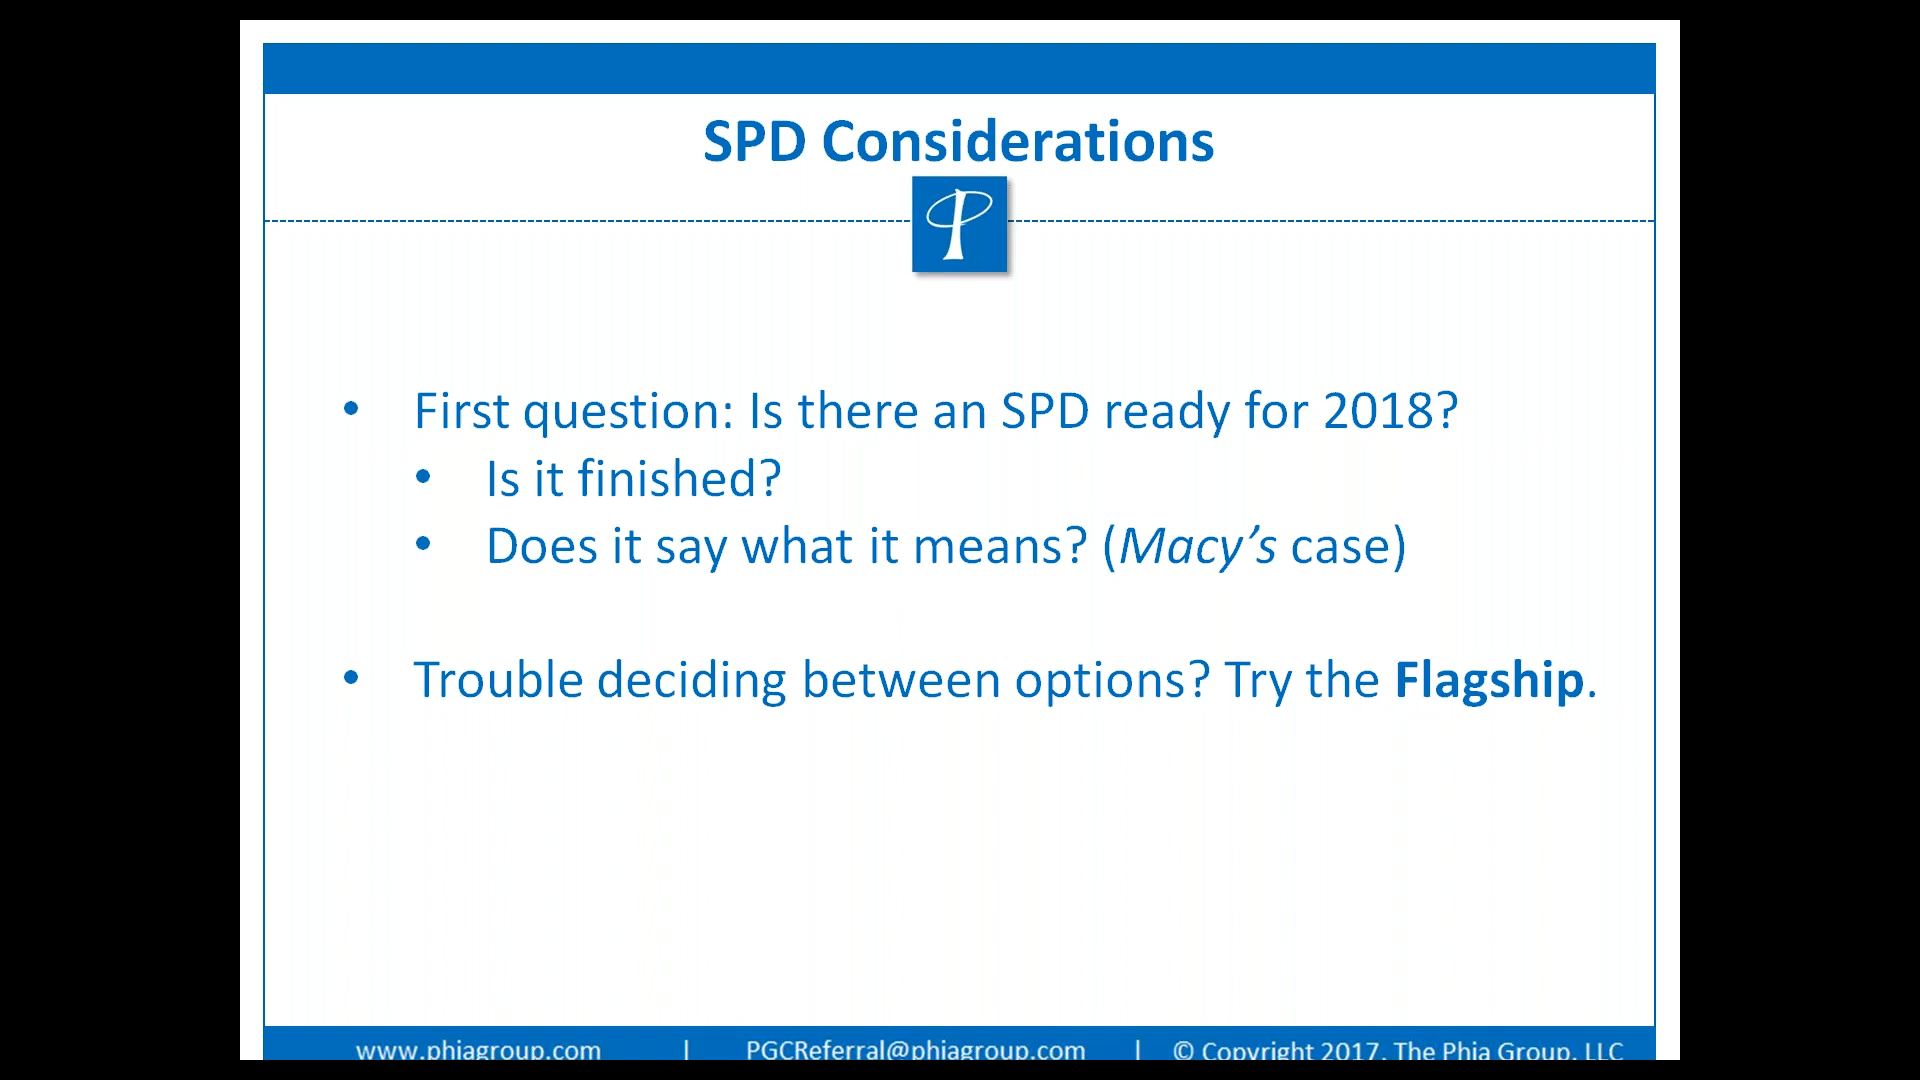 SPD Considerations
P
• First question: Is there an SPD ready for 2018?
• Is it finished?
• Does it say what it means? (Macy’s case)
• Trouble deciding between options? Try the Flagship.
www.phiagroup.com | PGCReferral@phiagroup.com | © Copyright 2017. The Phia Group, LLC